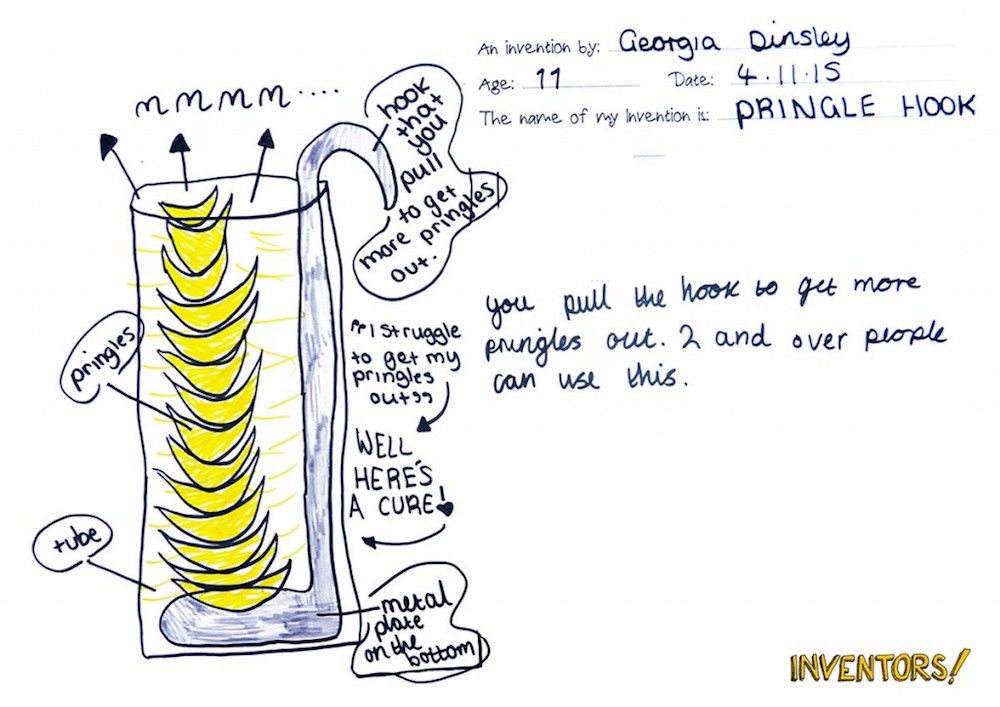 An invention by: Georgia Dinsley
Age: 11 Date: 4.11.15
The name of my Invention is: PRINGLE HOOK
mmmm....
hook
that
you
pull
to get
more pringles
out.
pringles
"I struggle
to get my
pringles
out"
WELL
HERE'S
A CURE!
tube
metal
plate
on the
bottom
you pull the hook to get more
pringles out. 2 and over people
can use this.
INVENTORS!